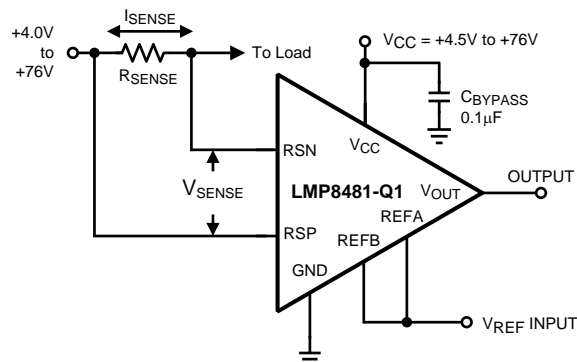 +4.0V
to
+76V
ISENSE
RSENSE
To Load
VCC = +4.5V to +76V
CBYPASS
0.1µF
RSN
VCC
VSENSE
LMP8481-Q1
VOUT
OUTPUT
REFA
RSP
REFB
GND
VREF INPUT